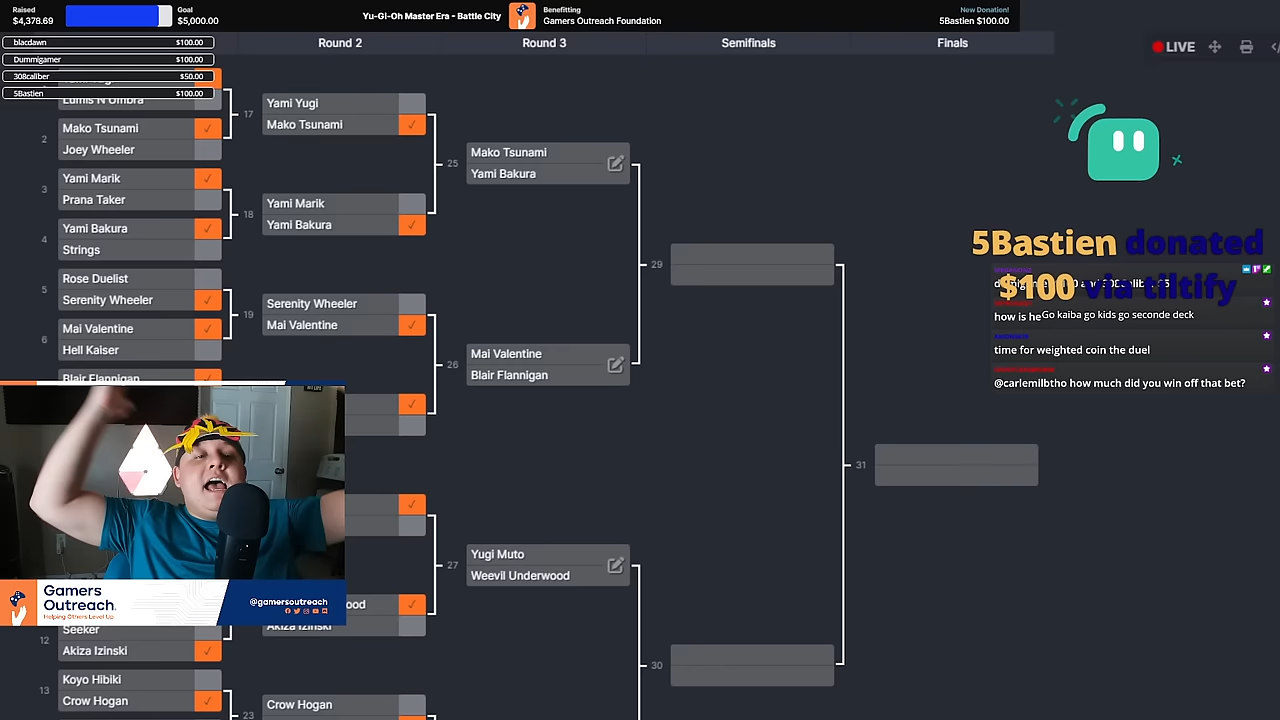 Raised
$4,378.69
Goal
$5,000.00
Yu-Gi-Oh Master Era - Battle City
Benefitting
Gamers Outreach Foundation
New Donation!
5Bastien $100.00
blacdawn $100.00
Dummigamer $100.00
308caliber $50.00
5Bastien $100.00
Round 2
Round 3
Semifinals
Finals
LIVE
Lumis N Umbra
2
Mako Tsunami
Joey Wheeler
3
Yami Marik
Prana Taker
4
Yami Bakura
Strings
5
Rose Duelist
Serenity Wheeler
6
Mai Valentine
Hell Kaiser
Blair Flannigan
12
Seeker
Akiza Izinski
13
Koyo Hibiki
Crow Hogan
17
Yami Yugi
Mako Tsunami
18
Yami Marik
Yami Bakura
19
Serenity Wheeler
Mai Valentine
ood
Akiza Izinski
23
Crow Hogan
25
Mako Tsunami
Yami Bakura
26
Mai Valentine
Blair Flannigan
27
Yugi Muto
Weevil Underwood
29
30
31
5Bastien donated
$100 via tiltify
how is he
Go kaiba go kids go seconde deck
time for weighted coin the duel
@carlemilbtho how much did you win off that bet?
Gamers
Outreach.
Helping Others Level Up
@gamersoutreach